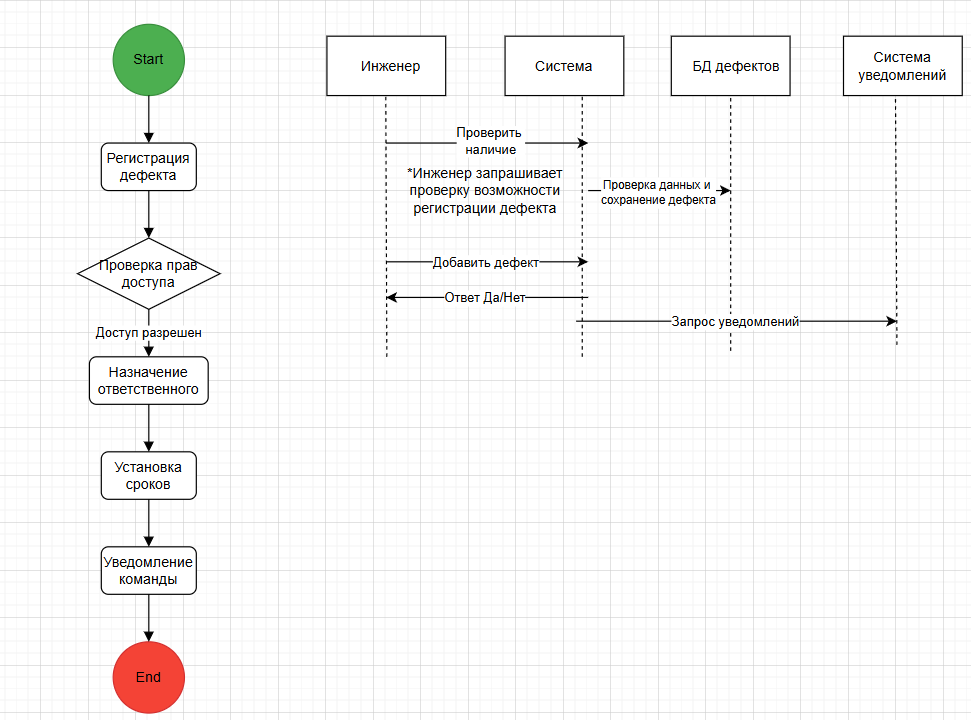 Start
Регистрация
дефекта
Проверка прав
доступа
Доступ разрешен
Назначение
ответственного
Установка
сроков
Уведомление
команды
End
Инженер
Система
БД дефектов
Система
уведомлений
Проверить
наличие
*Инженер запрашивает
проверку возможности
регистрации дефекта
Проверка данных и
сохранение дефекта
Добавить дефект
Ответ Да/Нет
Запрос уведомлений